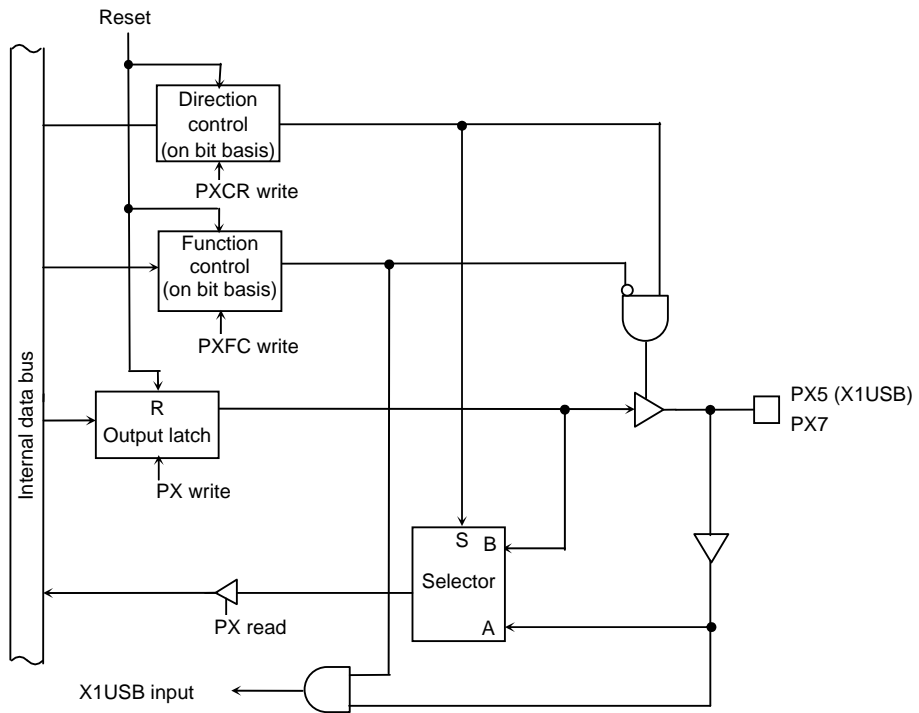 Reset
Direction
control
(on bit basis)
PXCR write
Function
control
(on bit basis)
PXFC write
Internal data bus
R
Output latch
PX write
PX5 (X1USB)
PX7
S
B
Selector
A
PX read
X1USB input